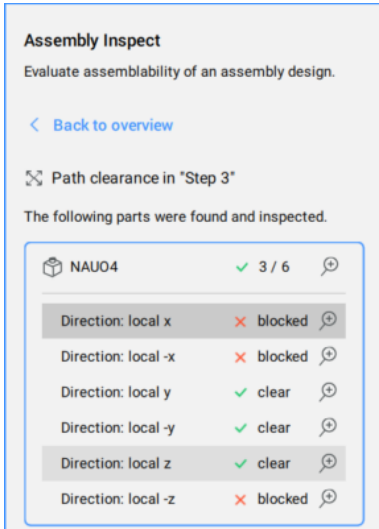 Assembly Inspect
Evaluate assemblability of an assembly design.
Back to overview
Path clearance in "Step 3"
The following parts were found and inspected.
NAUO4 3 / 6
Direction: local x blocked
Direction: local -x blocked
Direction: local y clear
Direction: local -y clear
Direction: local z clear
Direction: local -z blocked